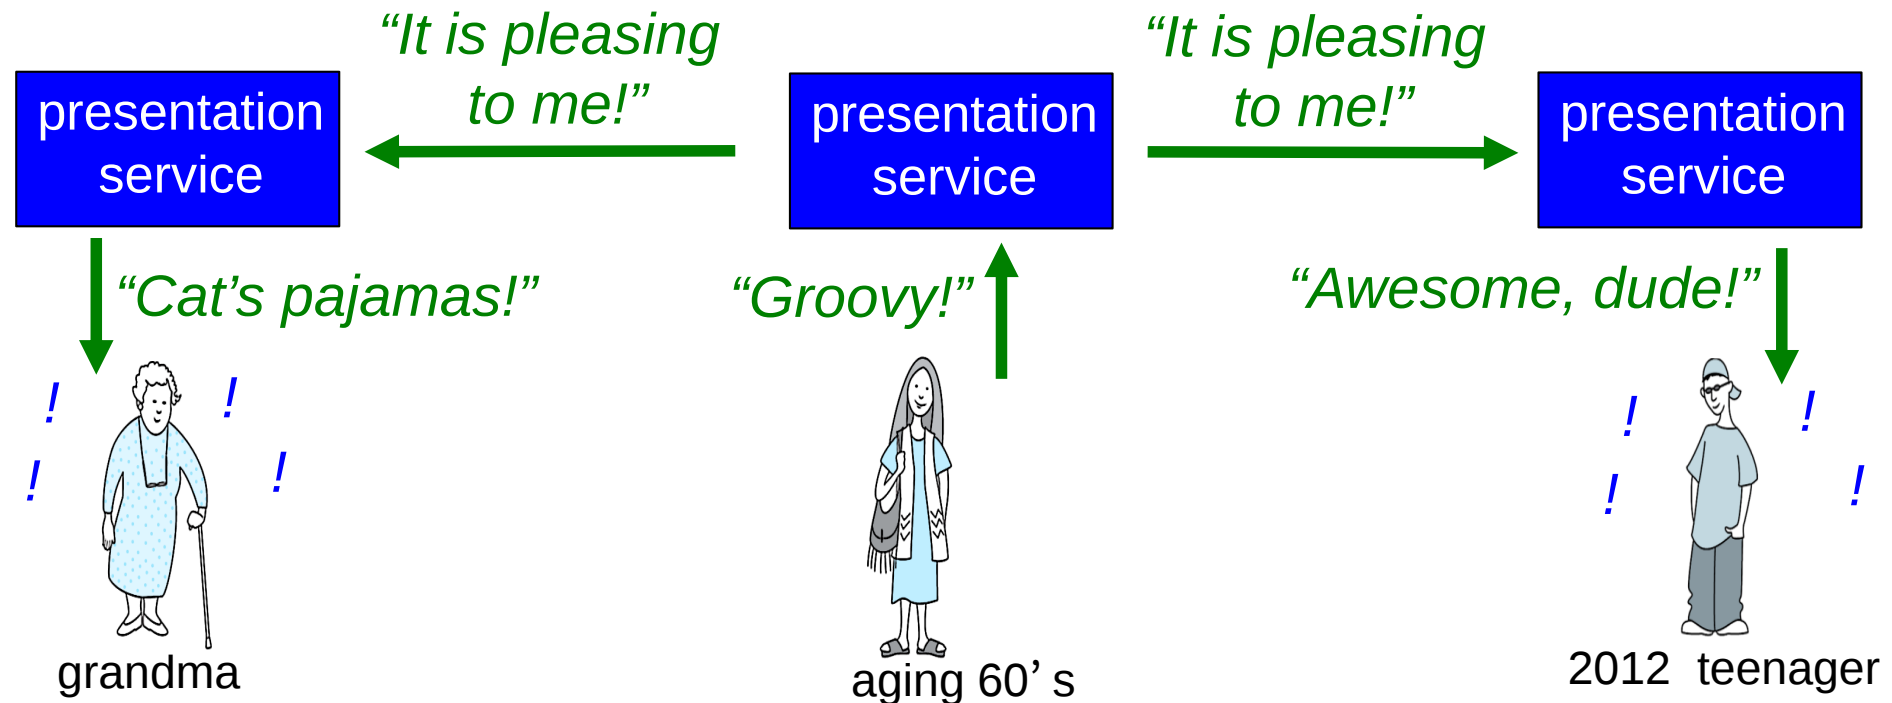 “It is pleasing
to me!”
“It is pleasing
to me!”
presentation
service
presentation
service
presentation
service
“Cat’s pajamas!”
“Groovy!”
“Awesome, dude!”
!
!
!
!
!
!
!
!
grandma
aging 60’ s
2012 teenager